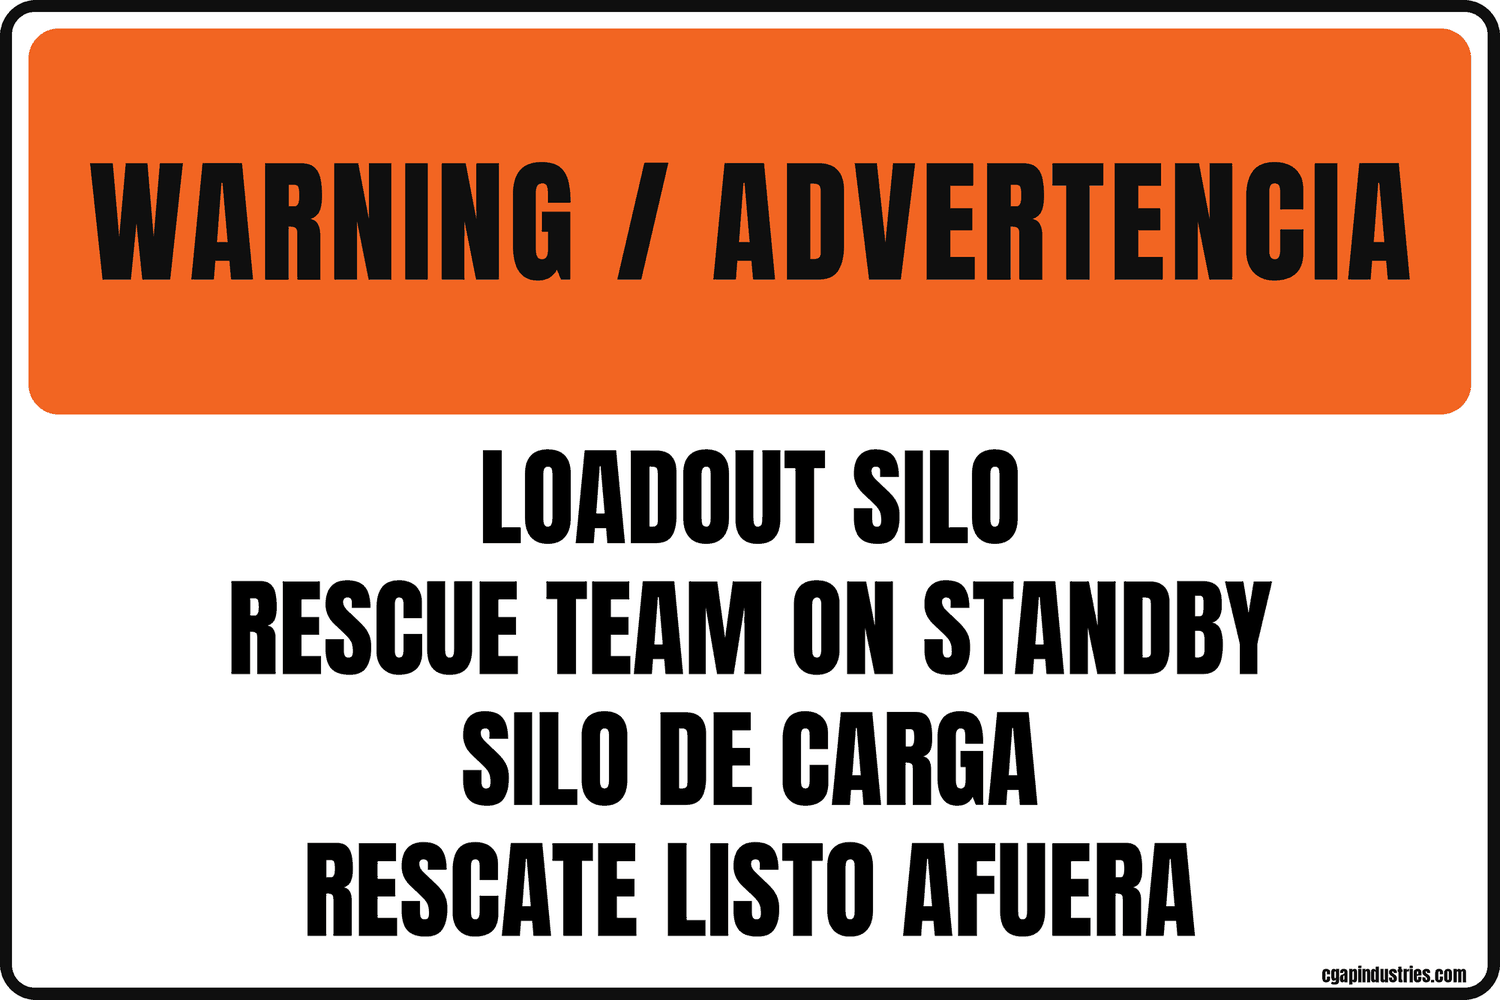 WARNING / ADVERTENCIA
LOADOUT SILO
RESCUE TEAM ON STANDBY
SILO DE CARGA
RESCATE LISTO AFUERA
cgapindustries.com